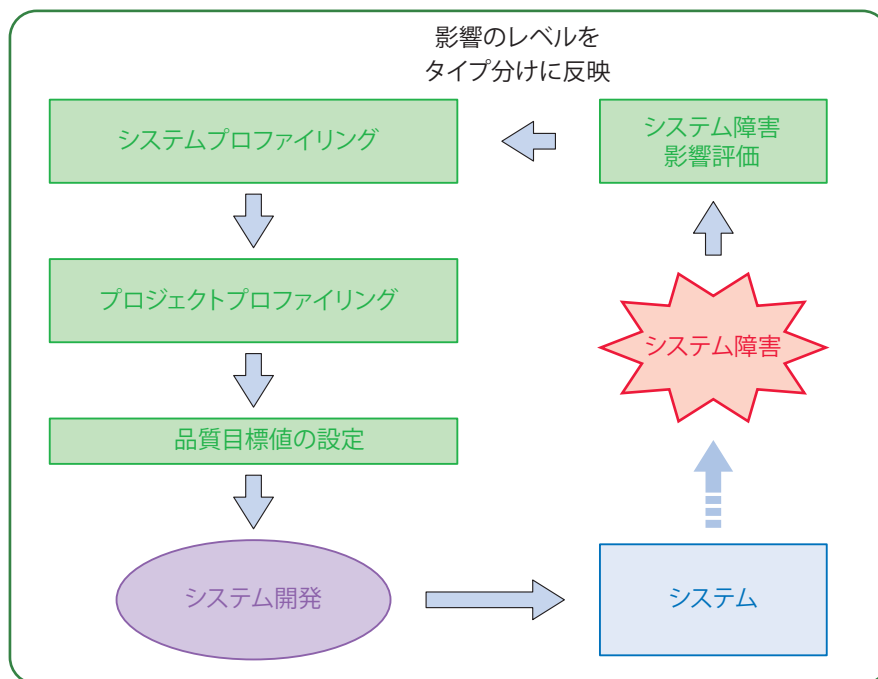 影響のレベルを
タイプ分けに反映
システムプロファイリング
システム障害
影響評価
プロジェクトプロファイリング
システム障害
品質目標値の設定
システム開発
システム